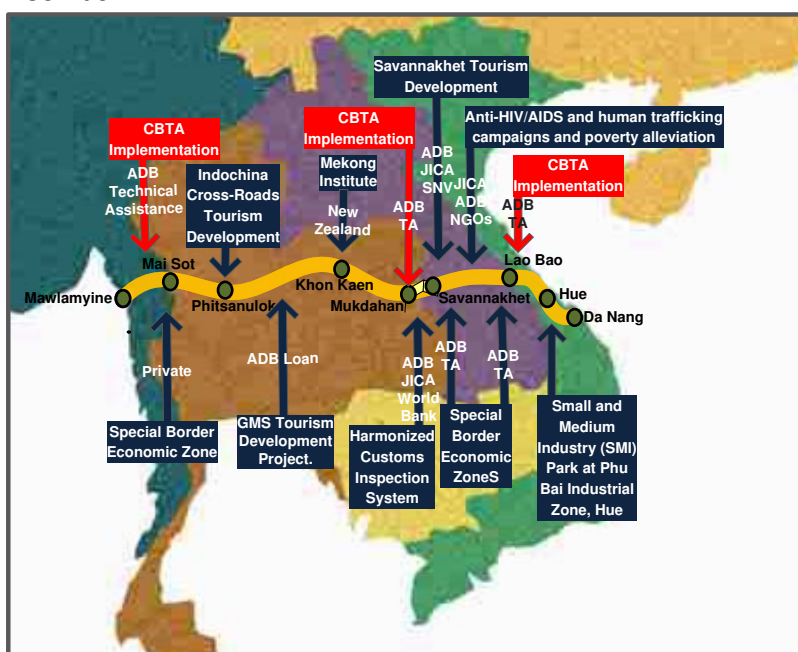 Savannakhet Tourism
Development
CBTA
Implementation
CBTA
Implementation
Anti-HIV/AIDS and human trafficking
campaigns and poverty alleviation
CBTA
Implementation
ADB
Technical
Assistance
Indochina
Cross-Roads
Tourism
Development
Mekong
Institute
New
Zealand
ADB
TA
ADB
JICA
SNV
JICA
ADB
NGOs
ADB
TA
Mai Sot
Lao Bao
Mawlamyine
Phitsanulok
Khon Kaen
Mukdahan
Savannakhet
Hue
Da Nang
Private
ADB Loan
ADB
JICA
World
Bank
ADB
TA
ADB
TA
Special Border
Economic Zone
GMS Tourism
Development
Project.
Harmonized
Customs
Inspection
System
Special
Border
Economic
ZoneS
Small and
Medium
Industry (SMI)
Park at Phu
Bai Industrial
Zone, Hue